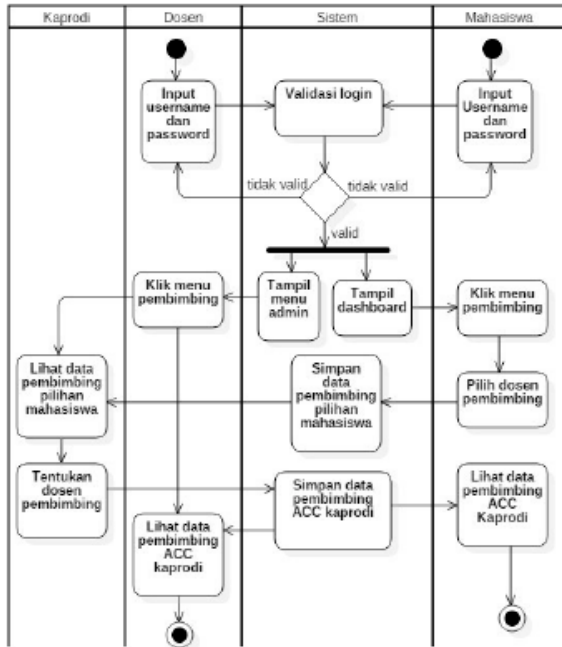 Kaprodi
Dosen
Sistem
Mahasiswa
Input
username
dan
password
Validasi login
Input
Username
dan
password
tidak valid
tidak valid
valid
Klik menu
pembimbing
Tampil
menu
admin
Tampil
dashboard
Klik menu
pembimbing
Lihat data
pembimbing
pilihan
mahasiswa
Simpan
data
pembimbing
pilihan
mahasiswa
Pilih dosen
pembimbing
Tentukan
dosen
pembimbing
Simpan data
pembimbing
ACC kaprodi
Lihat data
pembimbing
ACC
Kaprodi
Lihat data
pembimbing
ACC
kaprodi